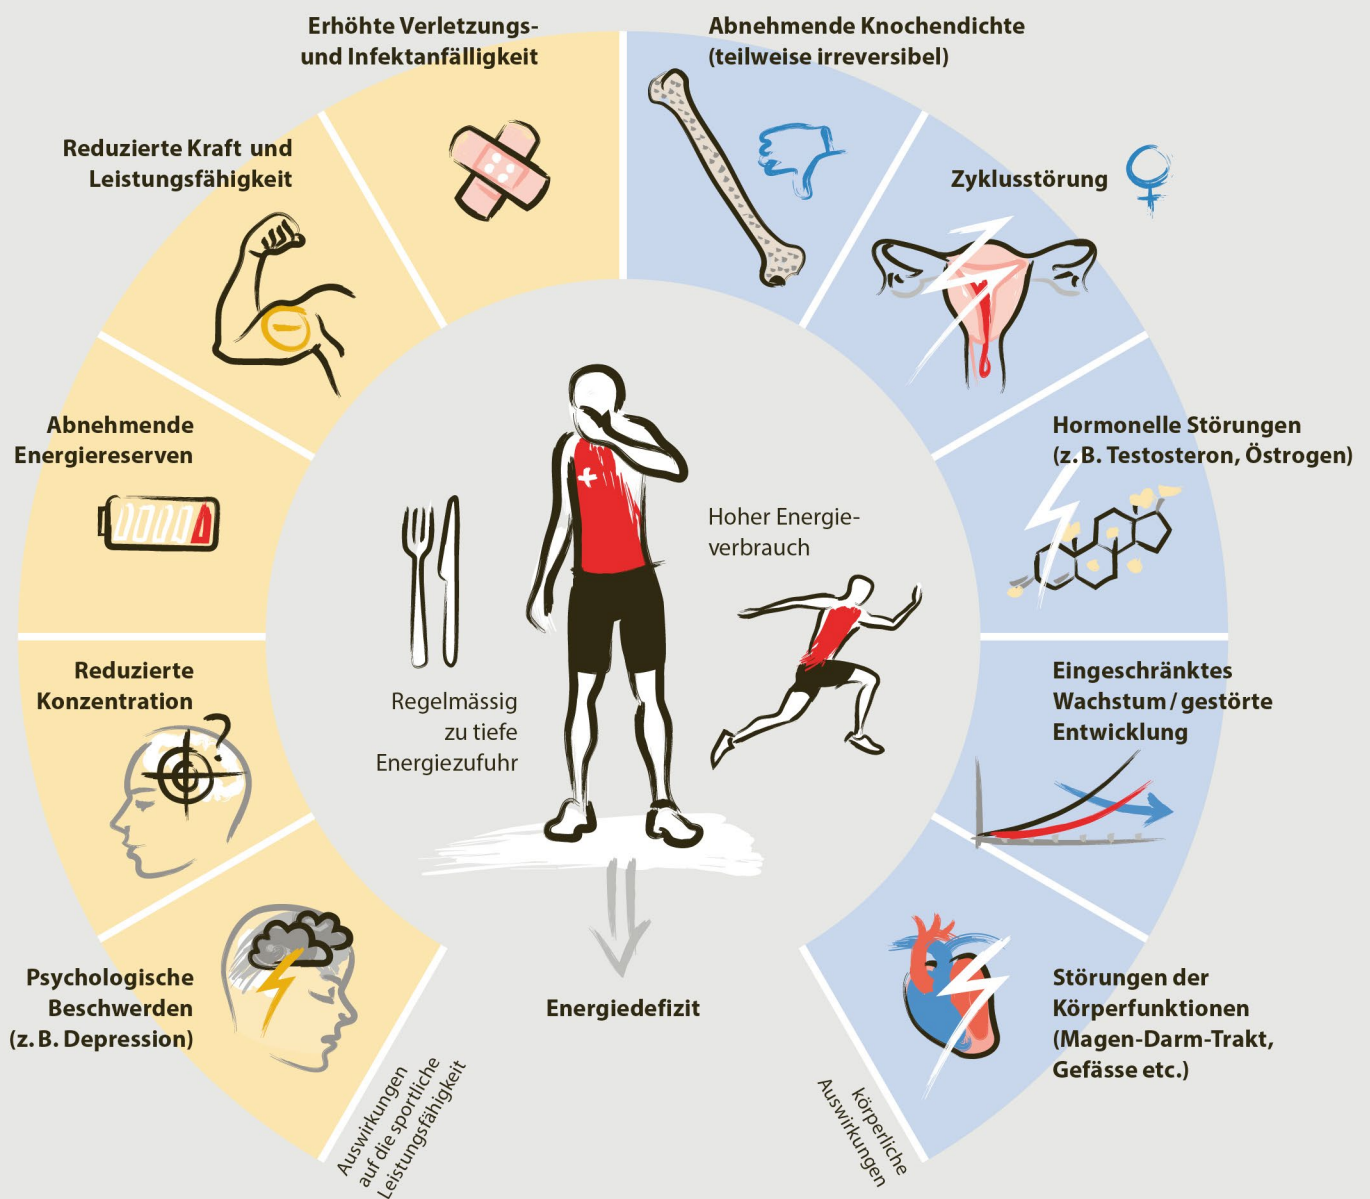 Erhöhte Verletzungs-
und Infektanfälligkeit
Abnehmende Knochendichte
(teilweise irreversibel)
Reduzierte Kraft und
Leistungsfähigkeit
Zyklusstörung
Abnehmende
Energiereserven
Hormonelle Störungen
(z. B. Testosteron, Östrogen)
Hoher Energie-
verbrauch
Reduzierte
Konzentration
?
Regelmässig
zu tiefe
Energiezufuhr
Eingeschränktes
Wachstum / gestörte
Entwicklung
Psychologische
Beschwerden
(z. B. Depression)
Energiedefizit
Störungen der
Körperfunktionen
(Magen-Darm-Trakt,
Gefässe etc.)
Auswirkungen
auf die sportliche
Leistungsfähigkeit
körperliche
Auswirkungen